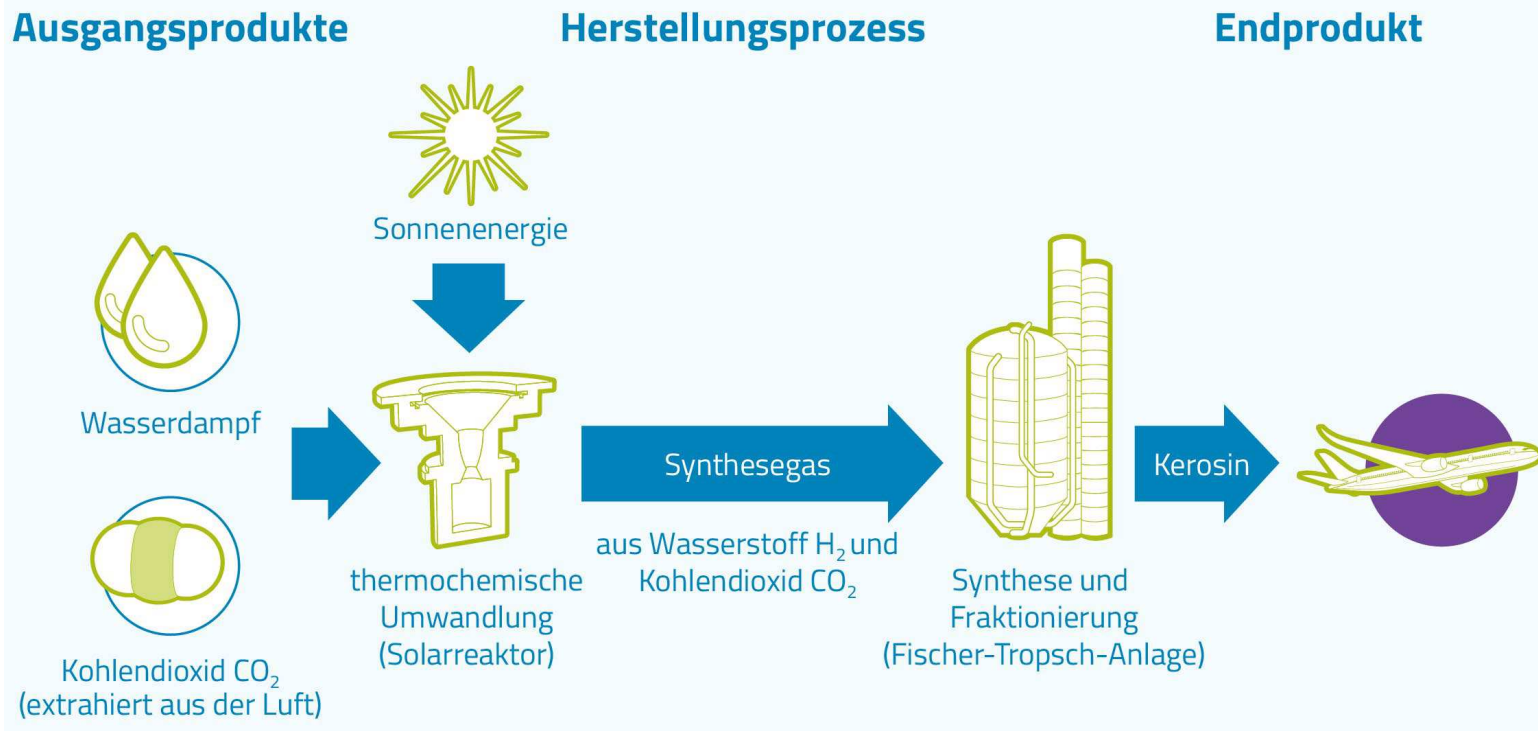 Ausgangsprodukte
Herstellungsprozess
Endprodukt
Sonnenenergie
Wasserdampf
Kohlendioxid CO₂
(extrahiert aus der Luft)
thermochemische
Umwandlung
(Solarreaktor)
Synthesegas
aus Wasserstoff H₂ und
Kohlendioxid CO₂
Synthese und
Fraktionierung
(Fischer-Tropsch-Anlage)
Kerosin